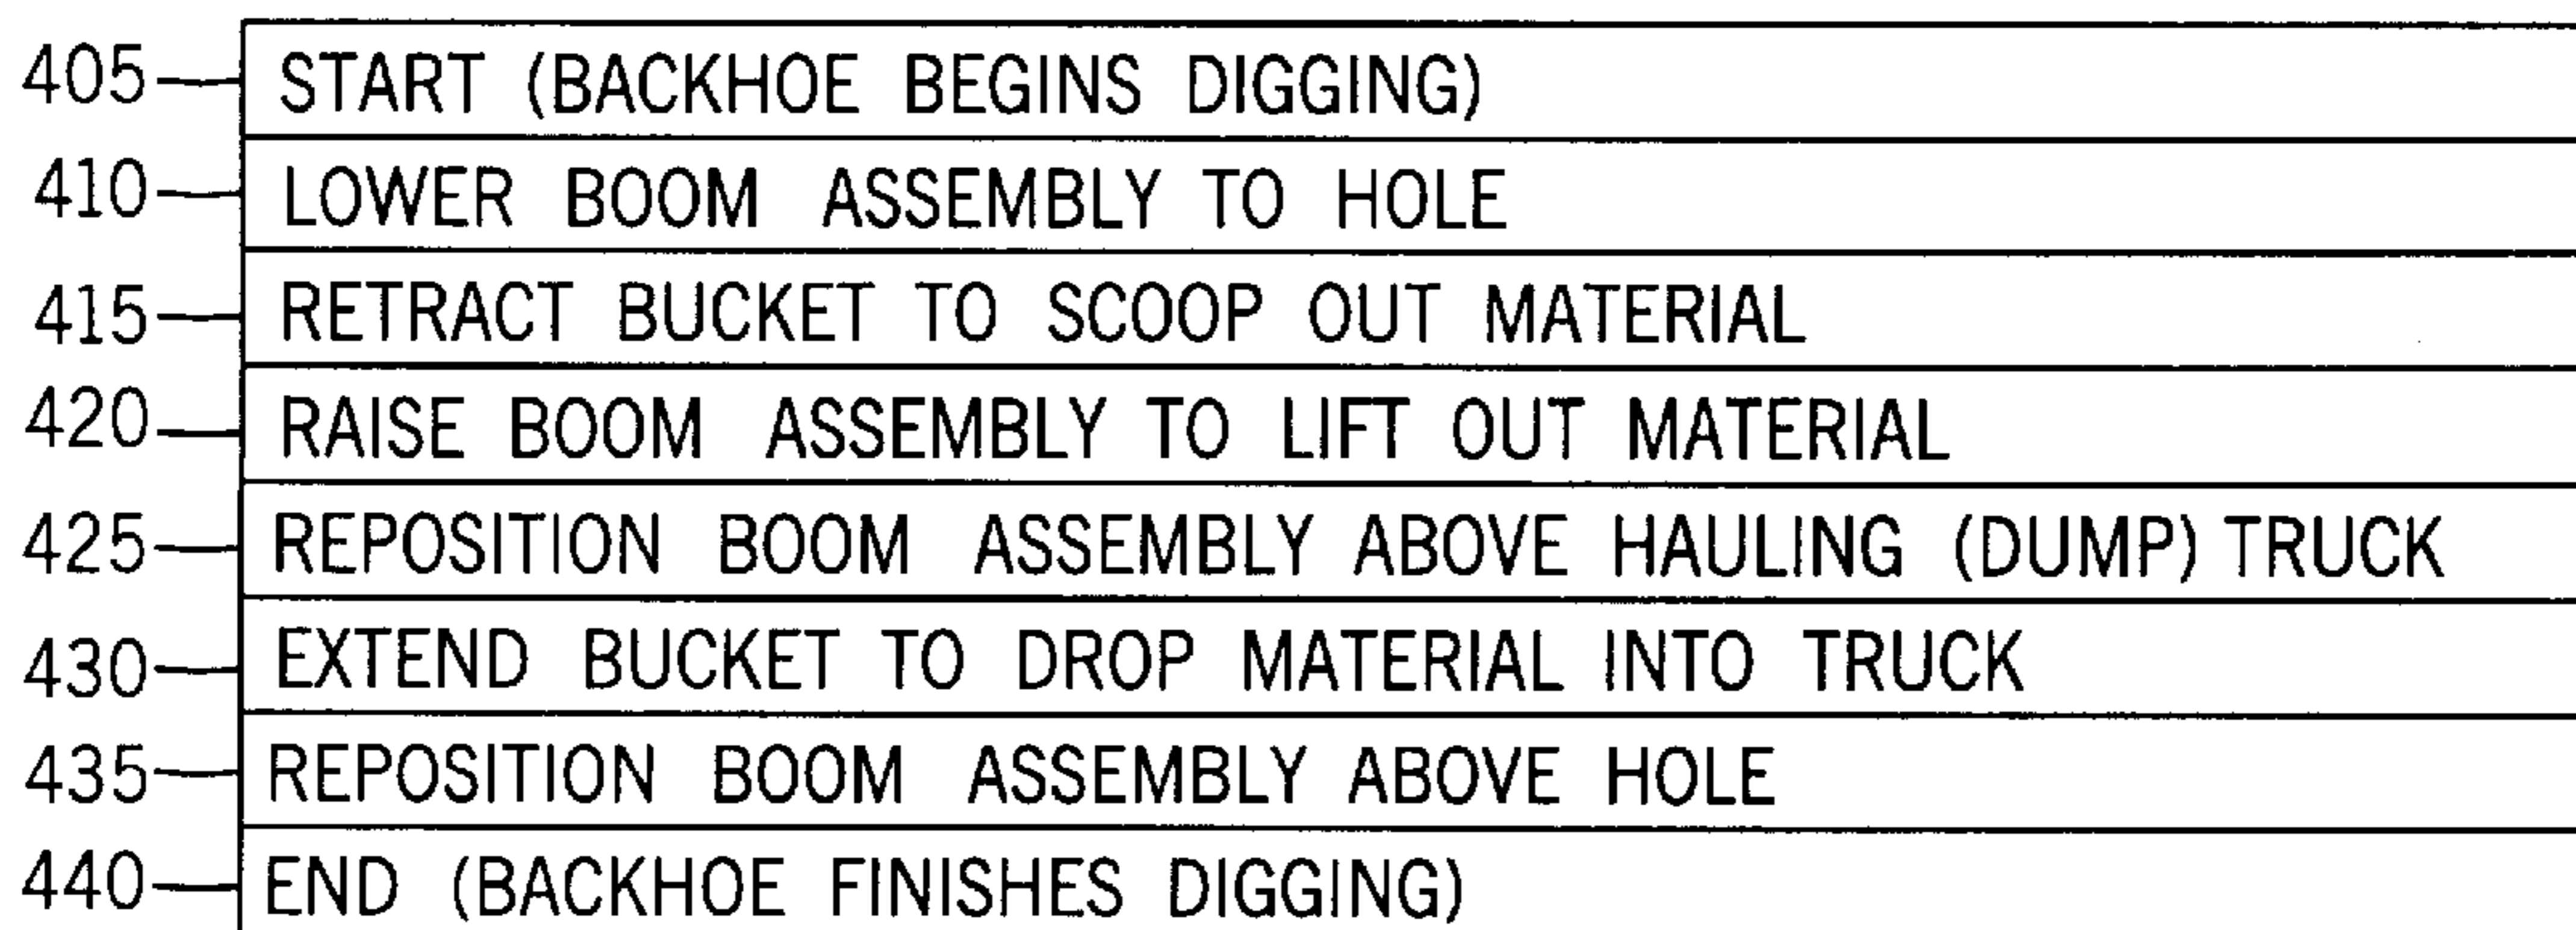 405 START (BACKHOE BEGINS DIGGING)
410 LOWER BOOM ASSEMBLY TO HOLE
415 RETRACT BUCKET TO SCOOP OUT MATERIAL
420 RAISE BOOM ASSEMBLY TO LIFT OUT MATERIAL
425 REPOSITION BOOM ASSEMBLY ABOVE HAULING (DUMP) TRUCK
430 EXTEND BUCKET TO DROP MATERIAL INTO TRUCK
435 REPOSITION BOOM ASSEMBLY ABOVE HOLE
440 END (BACKHOE FINISHES DIGGING)